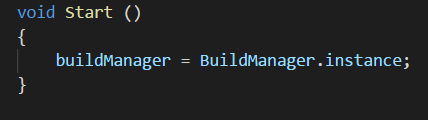 void Start ()
{
    buildManager = BuildManager.instance;
}